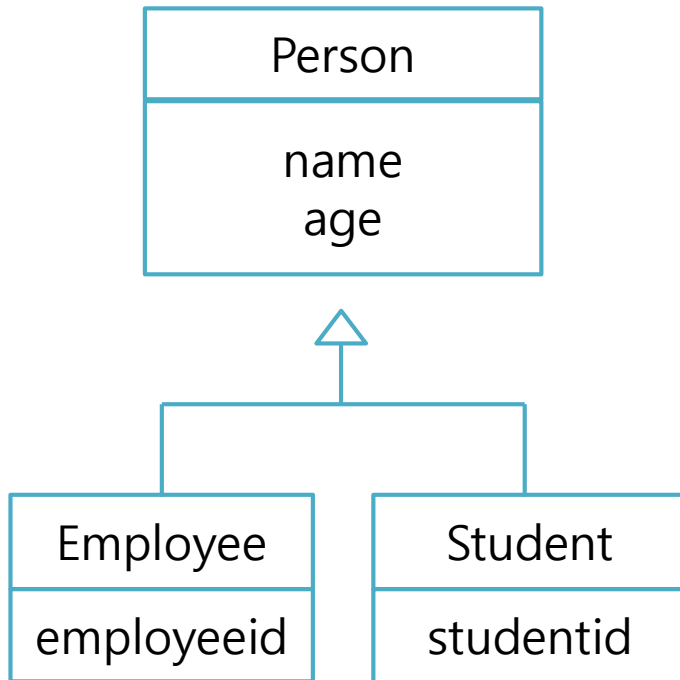 Person
name
age
Employee
Student
employeeid
studentid